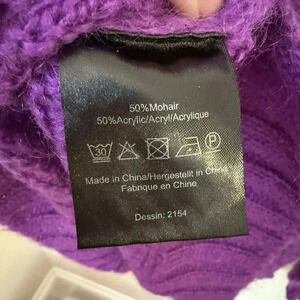 50%Mohair
50%Acrylic/Acryl/Acrylique
30
Made in China/Hergestellt in China
Fabrique en Chine
Dessin: 2154